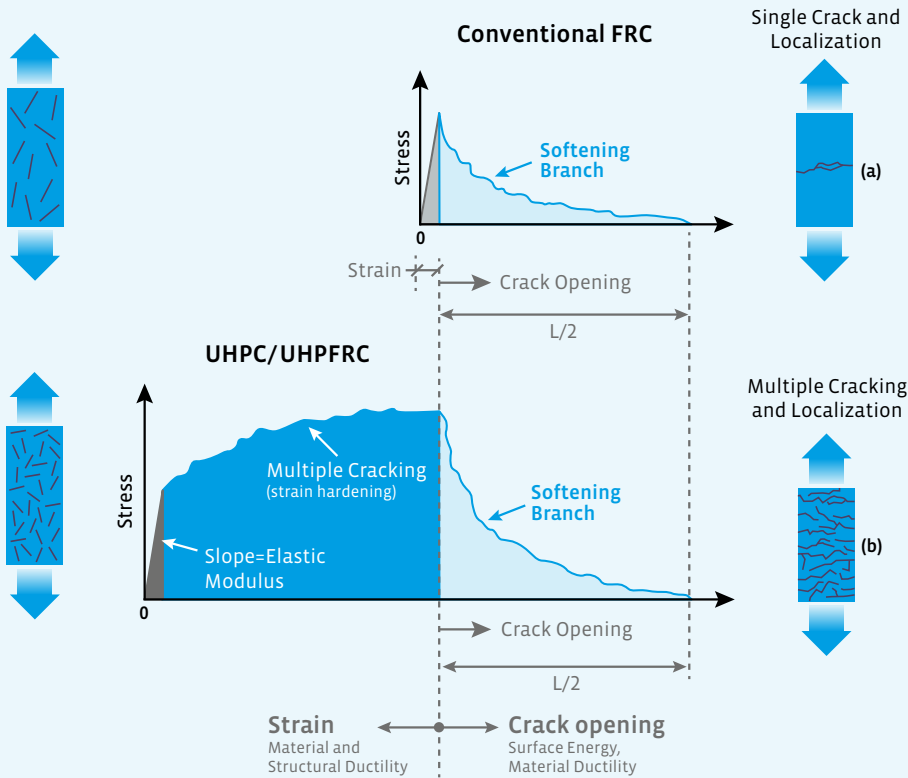 Conventional FRC
Single Crack and
Localization
Stress
Softening
Branch
(a)
0
Strain
Crack Opening
L/2
UHPC/UHPFRC
Multiple Cracking
and Localization
Stress
Multiple Cracking
(strain hardening)
Softening
Branch
Slope=Elastic
Modulus
(b)
0
Crack Opening
L/2
Strain
Material and
Structural Ductility
Crack opening
Surface Energy,
Material Ductility